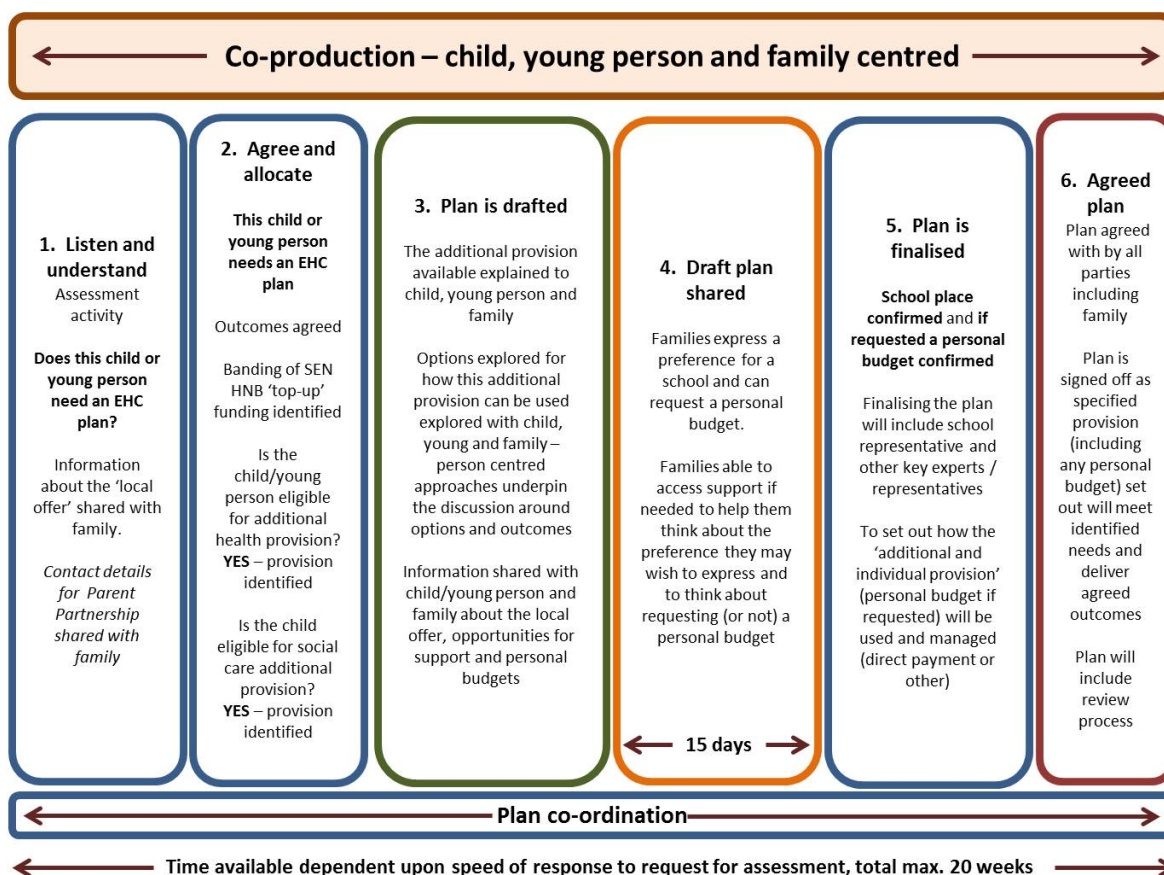 Co-production – child, young person and family centred
1. Listen and
understand
Assessment
activity
Does this child or
young person
need an EHC
plan?
Information
about the ‘local
offer’ shared with
family.
Contact details
for Parent
Partnership
shared with
family
2. Agree and
allocate
This child or
young person
needs an EHC
plan
Outcomes agreed
Banding of SEN
HNB ‘top-up’
funding identified
Is the
child/young
person eligible
for additional
health provision?
YES – provision
identified
Is the child
eligible for social
care additional
provision?
YES – provision
identified
3. Plan is drafted
The additional provision
available explained to
child, young person and
family
Options explored for
how this additional
provision can be used
explored with child,
young and family –
person centred
approaches underpin
the discussion around
options and outcomes
Information shared with
child/young person and
family about the local
offer, opportunities for
support and personal
budgets
4. Draft plan
shared
Families express a
preference for a
school and can
request a personal
budget.
Families able to
access support if
needed to help them
think about the
preference they may
wish to express and
to think about
requesting (or not) a
personal budget
15 days
5. Plan is
finalised
School place
confirmed and if
requested a personal
budget confirmed
Finalising the plan
will include school
representative and
other key experts /
representatives
To set out how the
‘additional and
individual provision’
(personal budget if
requested) will be
used and managed
(direct payment or
other)
6. Agreed
plan
Plan agreed
with by all
parties
including
family
Plan is
signed off as
specified
provision
(including
any personal
budget) set
out will meet
identified
needs and
deliver
agreed
outcomes
Plan will
include
review
process
Plan co-ordination
Time available dependent upon speed of response to request for assessment, total max. 20 weeks